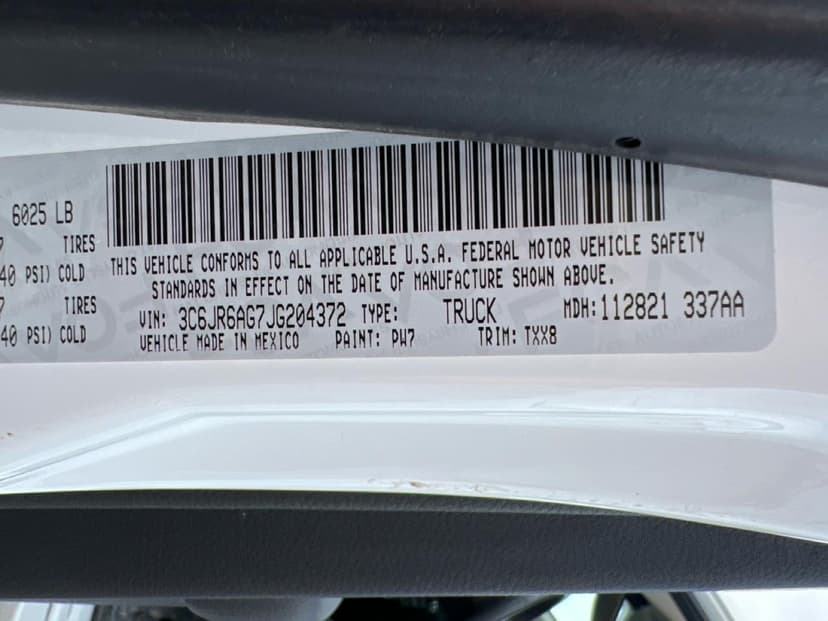 6025 LB
7 TIRES
40 PSI) COLD
7 TIRES
40 PSI) COLD
THIS VEHICLE CONFORMS TO ALL APPLICABLE U.S.A. FEDERAL MOTOR VEHICLE SAFETY
STANDARDS IN EFFECT ON THE DATE OF MANUFACTURE SHOWN ABOVE.
VIN: 3C6JR6AG7JG204372 TYPE: TRUCK MDH:112821 337AA
VEHICLE MADE IN MEXICO PAINT: PW7 TRIM: TXX8